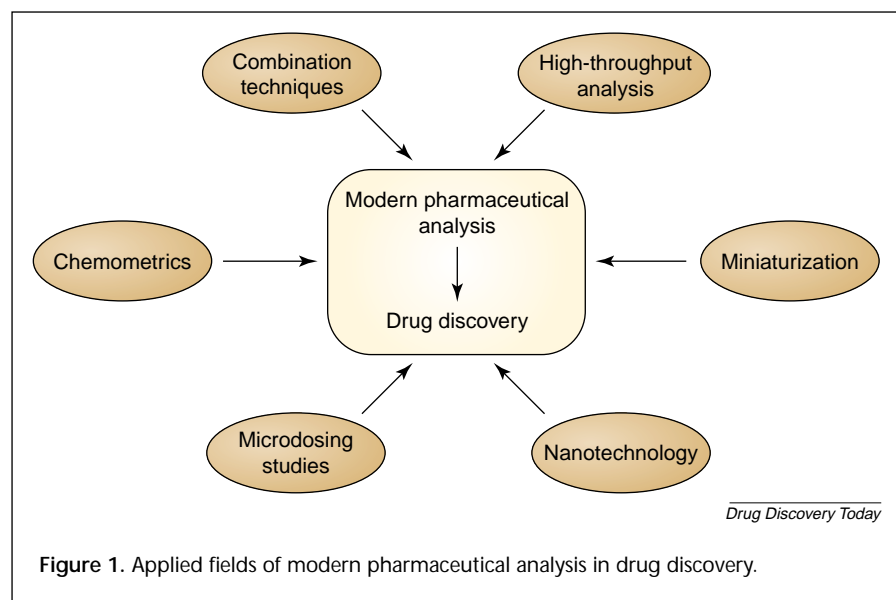 Combination
techniques
High-throughput
analysis
Modern pharmaceutical
analysis
Chemometrics
Miniaturization
Drug discovery
Microdosing
studies
Nanotechnology
Drug Discovery Today
Figure 1. Applied fields of modern pharmaceutical analysis in drug discovery.